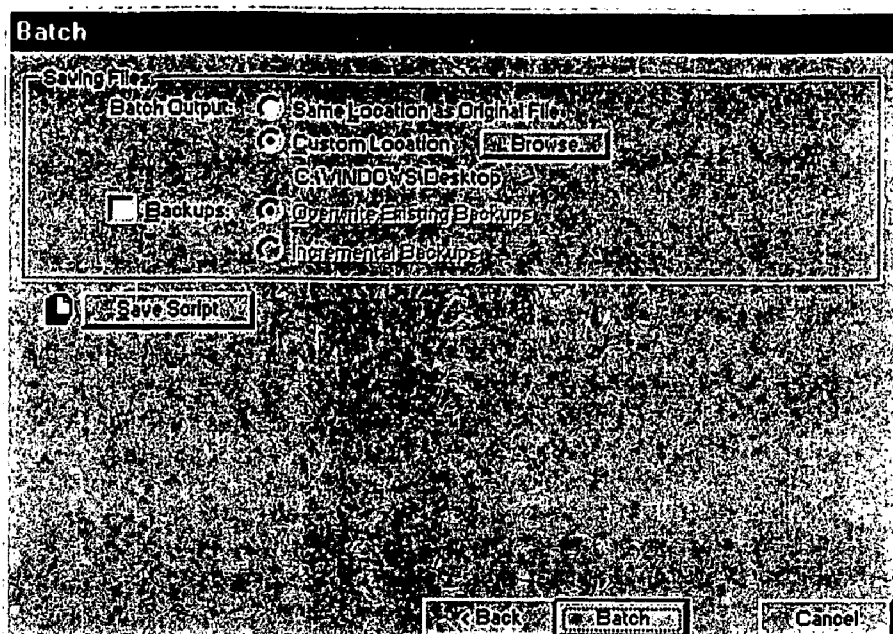 Batch
Saving Files
Batch Output: Same Location as Original File
Custom Location Browse...
C:\WINDOWS\Desktop
Backups: Overwrite Existing Backups
Incremental Backups
Save Script
< Back Batch Cancel